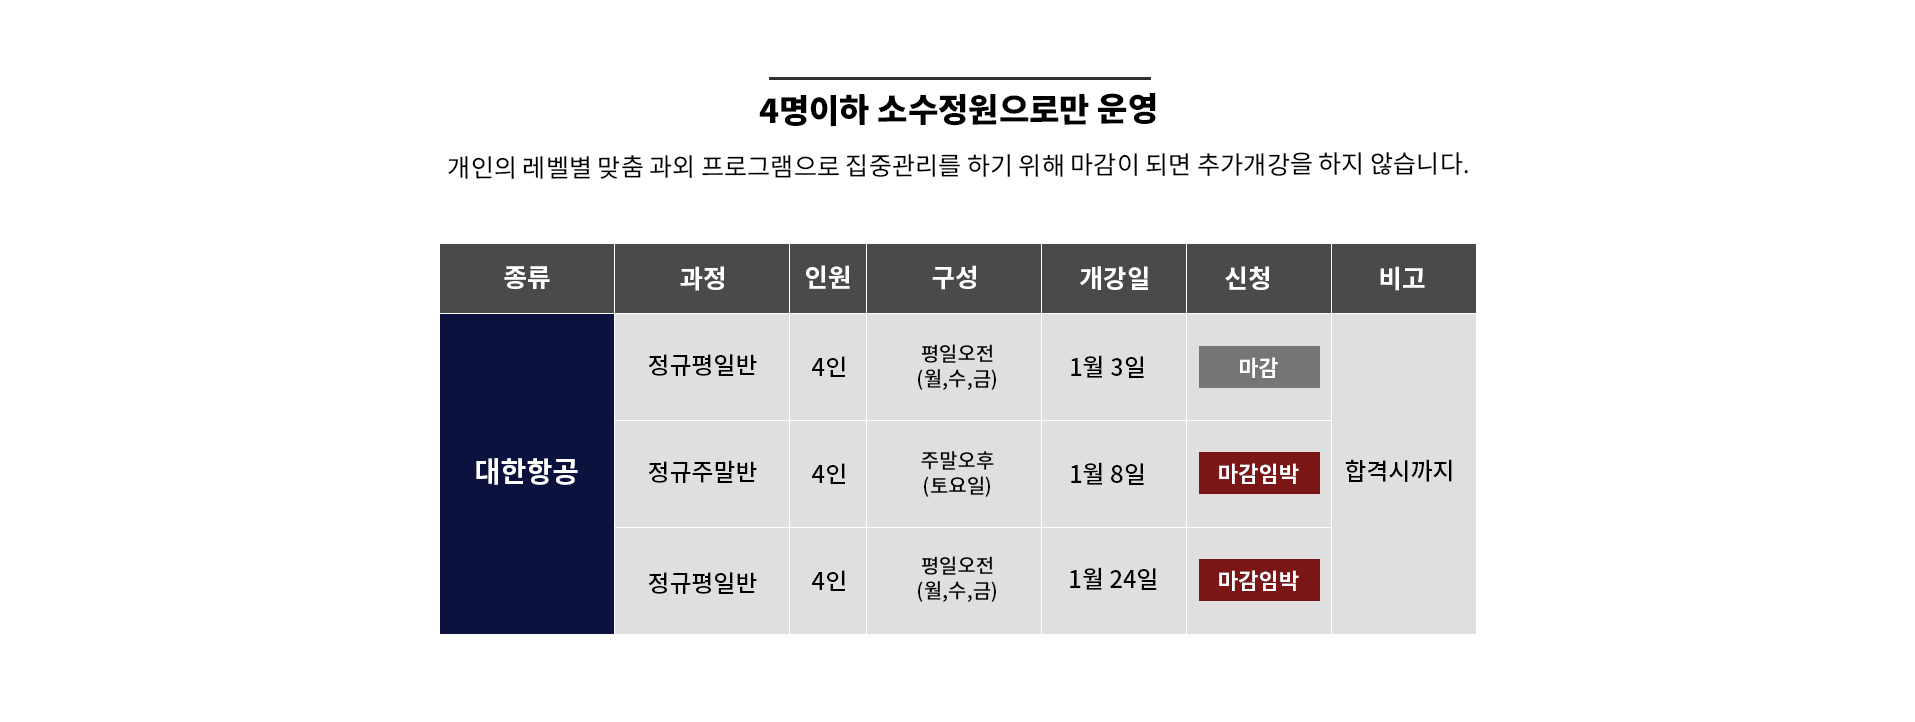 4명이하 소수정원으로만 운영
개인의 레벨별 맞춤 과외 프로그램으로 집중관리를 하기 위해 마감이 되면 추가개강을 하지 않습니다.
종류 과정 인원 구성 개강일 신청 비고
대한항공
정규평일반 4인 평일오전
(월,수,금) 1월 3일 마감
정규주말반 4인 주말오후
(토요일) 1월 8일 마감임박
합격시까지
정규평일반 4인 평일오전
(월,수,금) 1월 24일 마감임박